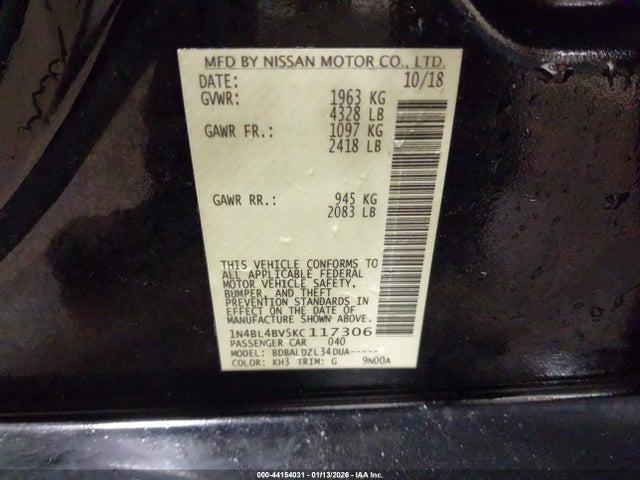 MFD BY NISSAN MOTOR CO., LTD.
DATE: 10/18
GVWR: 1963 KG
4328 LB
GAWR FR.: 1097 KG
2418 LB
GAWR RR.: 945 KG
2083 LB
THIS VEHICLE CONFORMS TO
ALL APPLICABLE FEDERAL
MOTOR VEHICLE SAFETY,
BUMPER, AND THEFT
PREVENTION STANDARDS IN
EFFECT ON THE DATE OF
MANUFACTURE SHOWN ABOVE.
1N4BL4BV5KC117306
PASSENGER CAR 040
MODEL: BDBALDZL34DUA-----
COLOR: KH3 TRIM: G 9N00A
000-44154031 - 01/13/2026 - IAA Inc.